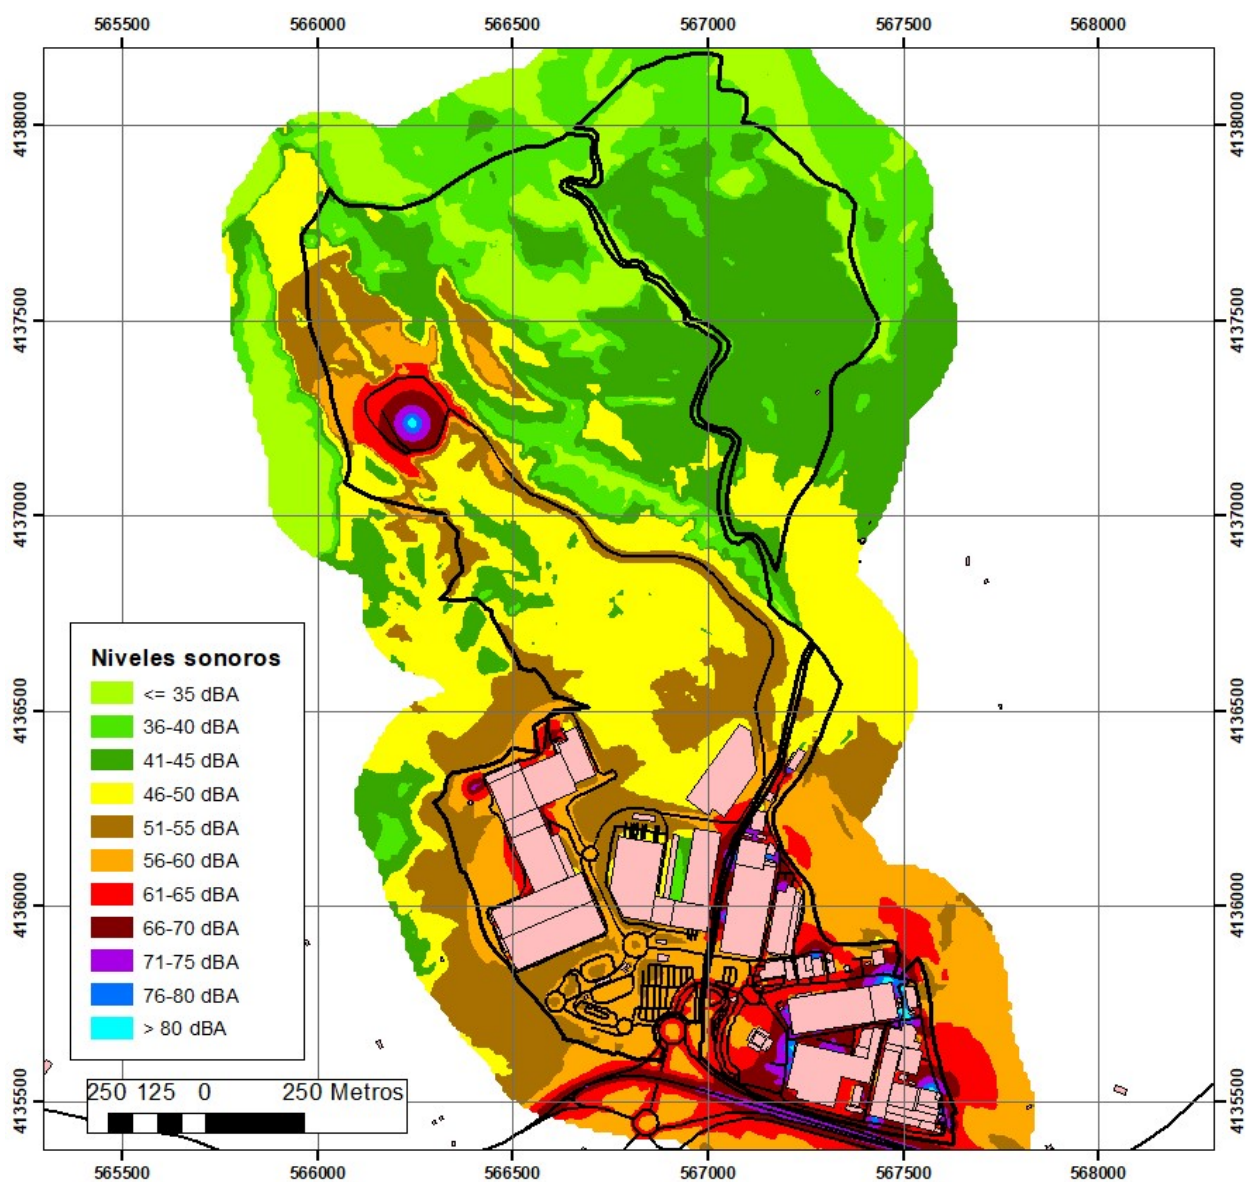 565500 566000 566500 567000 567500 568000
4138000 4138000
4137500 4137500
4137000 4137000
4136500 4136500
4136000 4136000
4135500 4135500
Niveles sonoros
<= 35 dBA
36-40 dBA
41-45 dBA
46-50 dBA
51-55 dBA
56-60 dBA
61-65 dBA
66-70 dBA
71-75 dBA
76-80 dBA
> 80 dBA
250 125 0 250 Metros
565500 566000 566500 567000 567500 568000